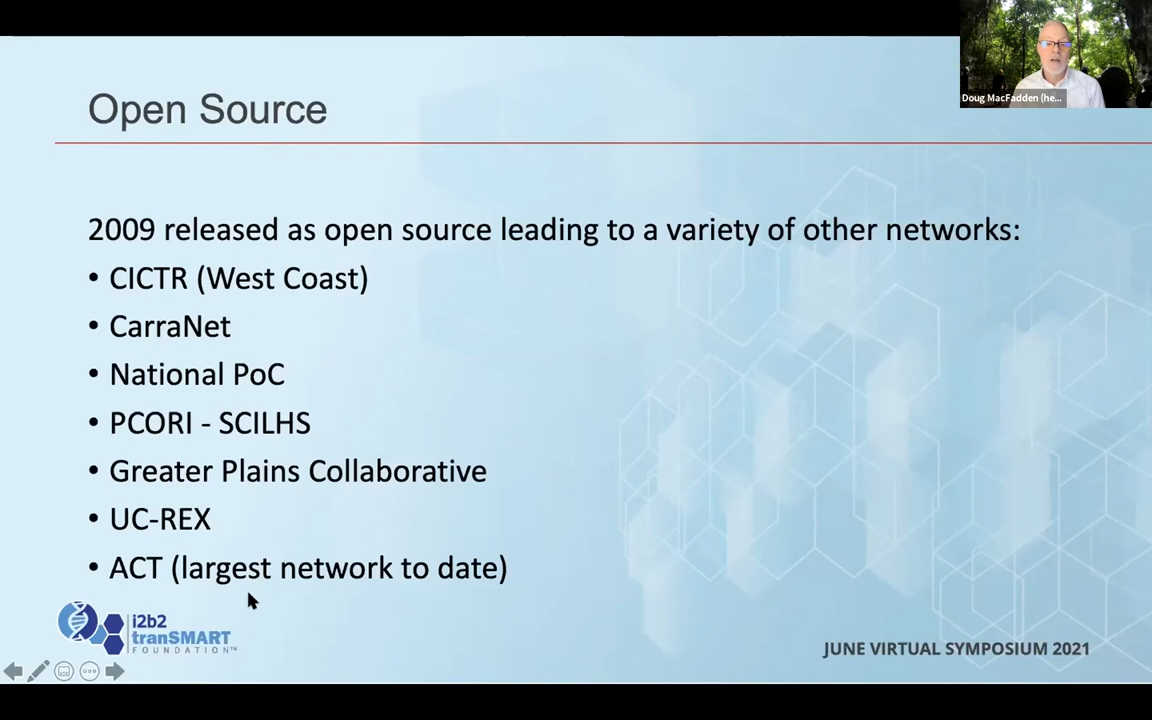 Doug MacFadden (he...
Open Source
2009 released as open source leading to a variety of other networks:
• CICTR (West Coast)
• CarraNet
• National PoC
• PCORI - SCILHS
• Greater Plains Collaborative
• UC-REX
• ACT (largest network to date)
i2b2
tranSMART
FOUNDATION™
JUNE VIRTUAL SYMPOSIUM 2021